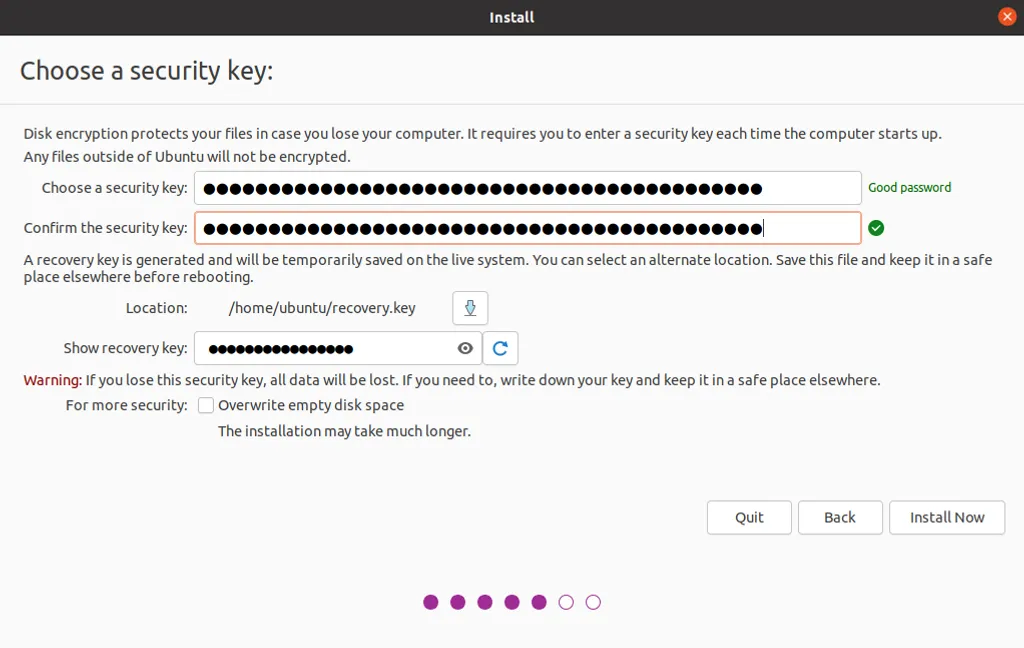 Install
Choose a security key:
Disk encryption protects your files in case you lose your computer. It requires you to enter a security key each time the computer starts up.
Any files outside of Ubuntu will not be encrypted.
Choose a security key: ●●●●●●●●●●●●●●●●●●●●●●●●●●●●●●●●●●●●●●●●●●● Good password
Confirm the security key: ●●●●●●●●●●●●●●●●●●●●●●●●●●●●●●●●●●●●●●●●●●●
A recovery key is generated and will be temporarily saved on the live system. You can select an alternate location. Save this file and keep it in a safe
place elsewhere before rebooting.
Location: /home/ubuntu/recovery.key
Show recovery key: ●●●●●●●●●●●●●●●●
Warning: If you lose this security key, all data will be lost. If you need to, write down your key and keep it in a safe place elsewhere.
For more security: Overwrite empty disk space
The installation may take much longer.
Quit Back Install Now